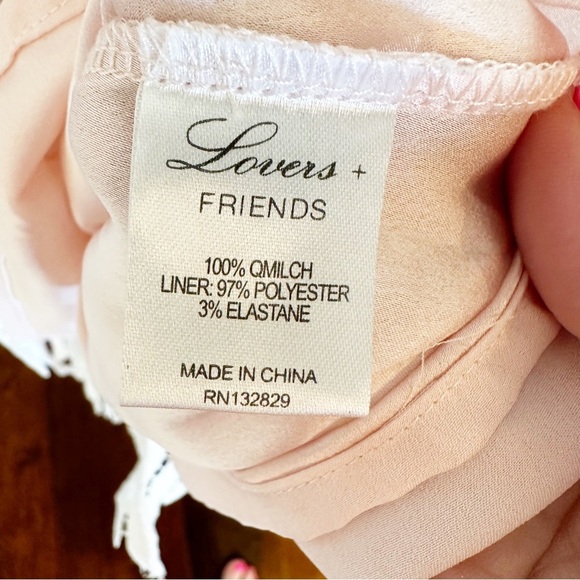 Lovers +
FRIENDS
100% QMILCH
LINER: 97% POLYESTER
3% ELASTANE
MADE IN CHINA
RN132829